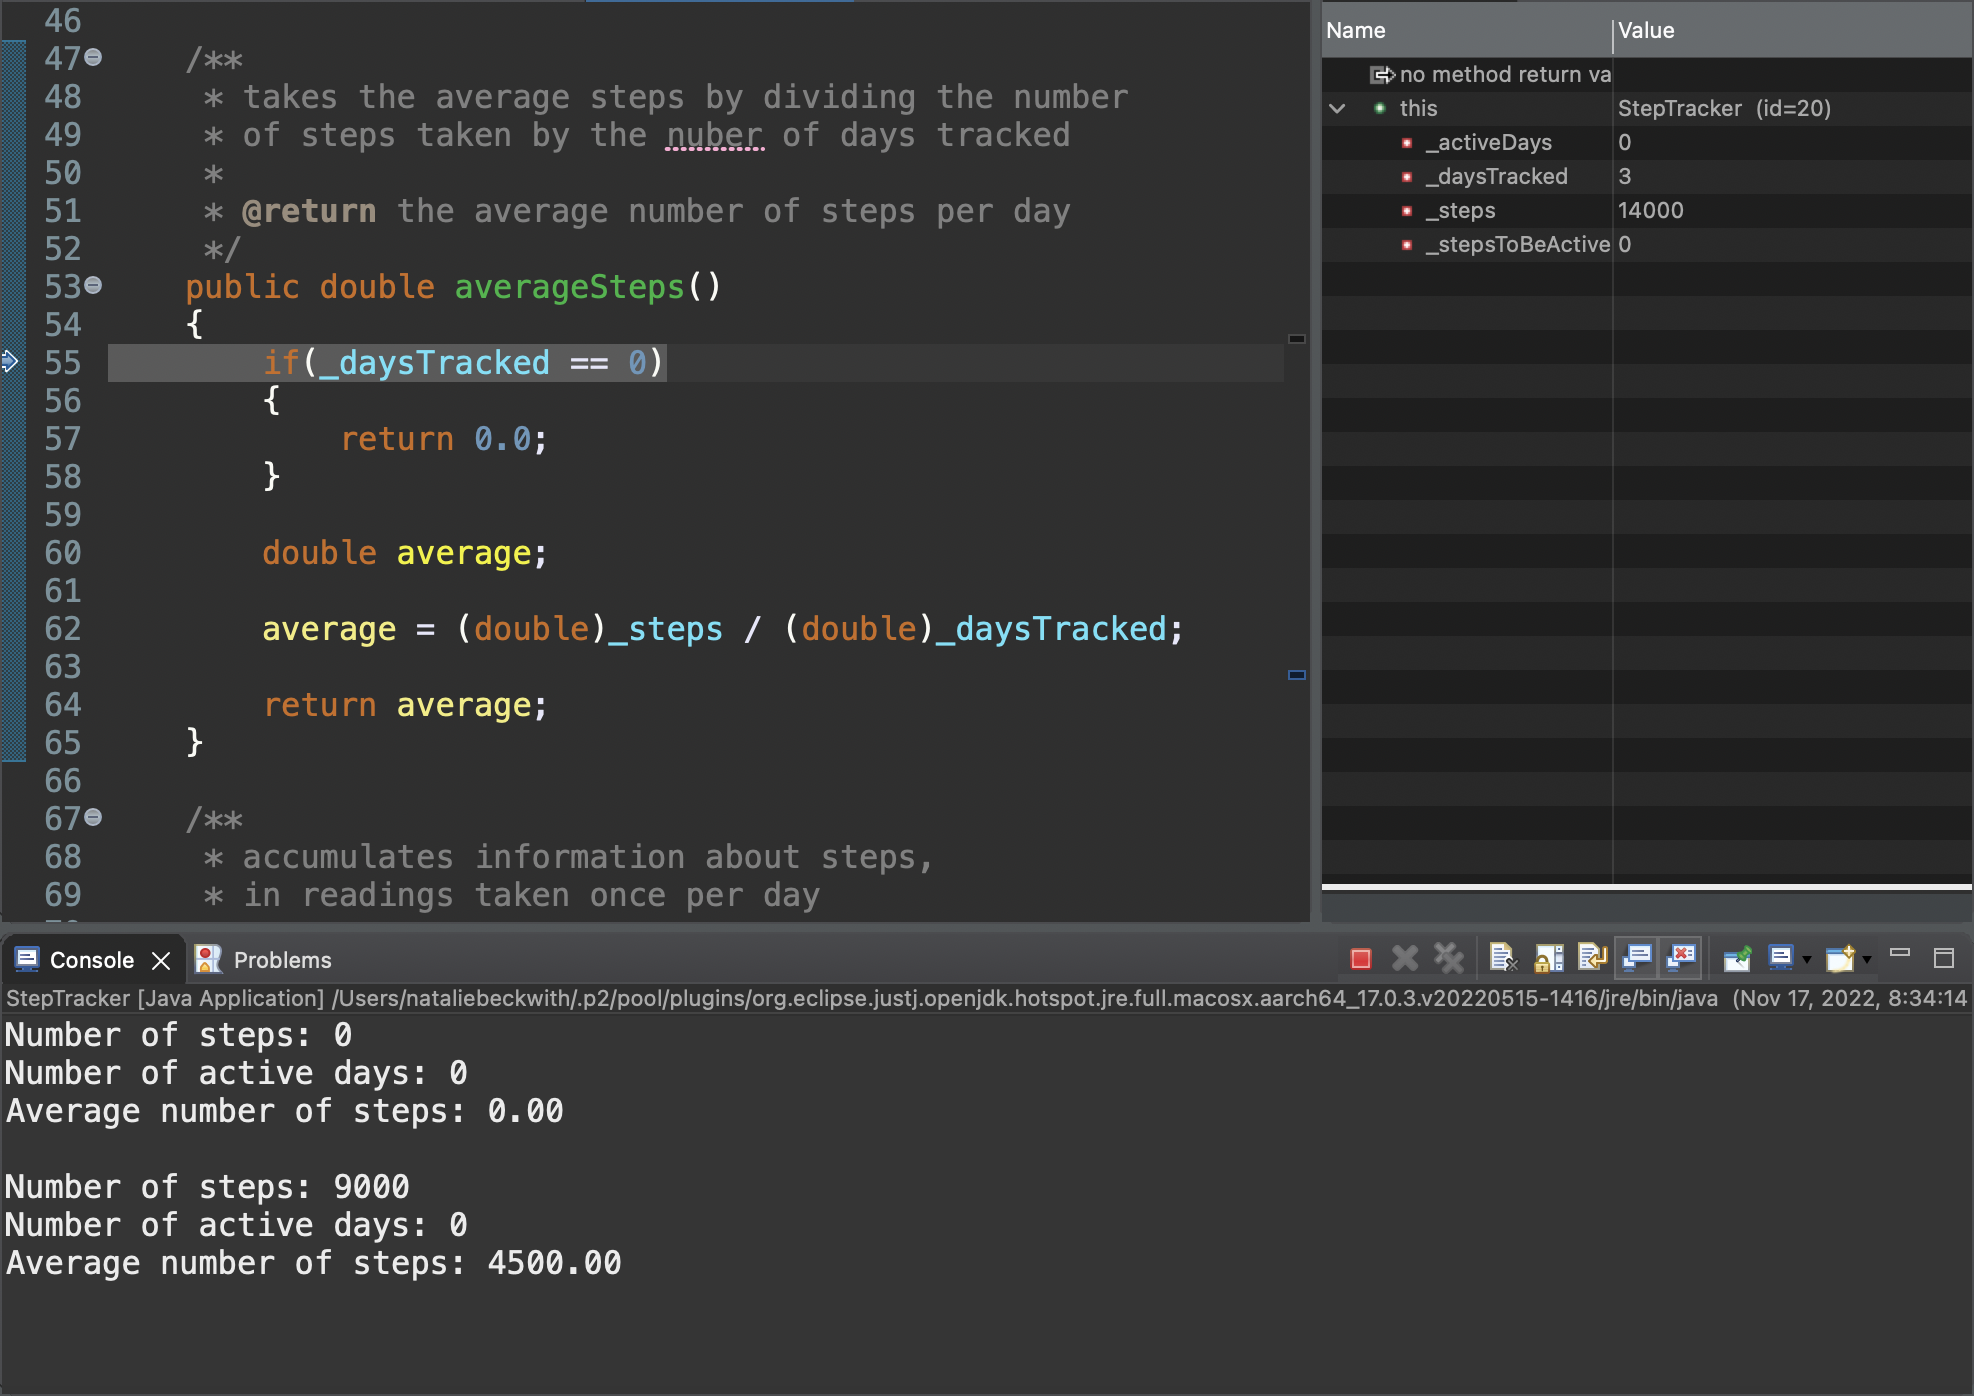 46
47 /**
48 * takes the average steps by dividing the number
49 * of steps taken by the nuber of days tracked
50 *
51 * @return the average number of steps per day
52 */
53 public double averageSteps()
54 {
55 if(_daysTracked == 0)
56 {
57 return 0.0;
58 }
59
60 double average;
61
62 average = (double)_steps / (double)_daysTracked;
63
64 return average;
65 }
66
67 /**
68 * accumulates information about steps,
69 * in readings taken once per day
Name Value
no method return va
this StepTracker (id=20)
_activeDays 0
_daysTracked 3
_steps 14000
_stepsToBeActive 0
Console Problems
StepTracker [Java Application] /Users/nataliebeckwith/.p2/pool/plugins/org.eclipse.justj.openjdk.hotspot.jre.full.macosx.aarch64_17.0.3.v20220515-1416/jre/bin/java (Nov 17, 2022, 8:34:14
Number of steps: 0
Number of active days: 0
Average number of steps: 0.00
Number of steps: 9000
Number of active days: 0
Average number of steps: 4500.00